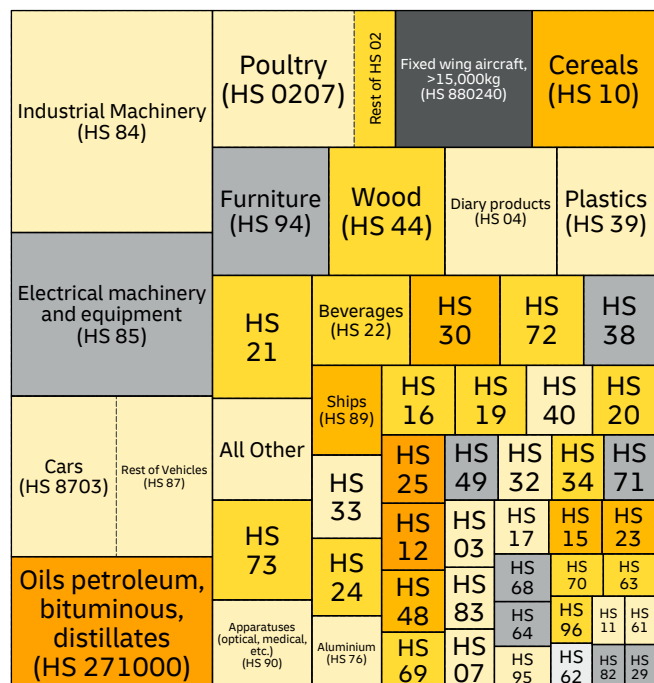 Industrial Machinery
(HS 84)
Poultry
(HS 0207)
Rest of HS 02
Fixed wing aircraft,
>15,000kg
(HS 880240)
Cereals
(HS 10)
Furniture
(HS 94)
Wood
(HS 44)
Diary products
(HS 04)
Plastics
(HS 39)
Electrical machinery
and equipment
(HS 85)
HS
21
Beverages
(HS 22)
HS
30
HS
72
HS
38
Ships
(HS 89)
HS
16
HS
19
HS
40
HS
20
Cars
(HS 8703)
Rest of Vehicles
(HS 87)
All Other
HS
33
HS
25
HS
49
HS
32
HS
34
HS
71
HS
73
HS
24
HS
12
HS
03
HS
17
HS
15
HS
23
HS
68
HS
70
HS
63
Oils petroleum,
bituminous,
distillates
(HS 271000)
Apparatuses
(optical, medical,
etc.)
(HS 90)
Aluminium
(HS 76)
HS
48
HS
83
HS
64
HS
96
HS
11
HS
61
HS
69
HS
07
HS
95
HS
62
HS
82
HS
29